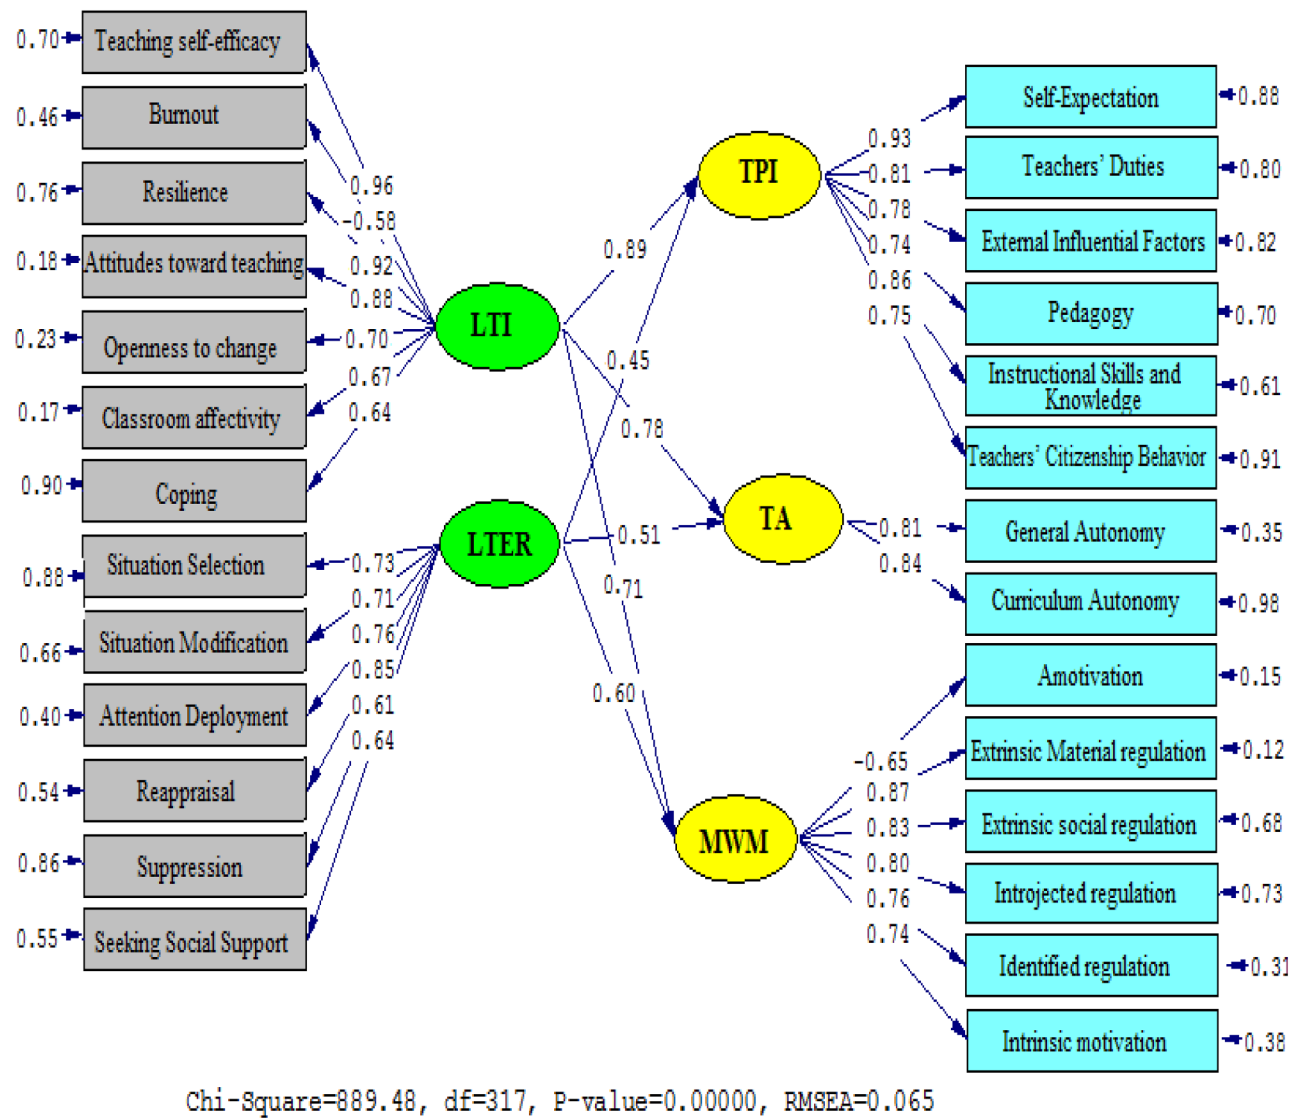 0.70
Teaching self-efficacy
0.46
Burnout
0.76
Resilience
0.18
Attitudes toward teaching
0.23
Openness to change
0.17
Classroom affectivity
0.90
Coping
0.88
Situation Selection
0.66
Situation Modification
0.40
Attention Deployment
0.54
Reappraisal
0.86
Suppression
0.55
Seeking Social Support
0.96
-0.58
0.92
0.88
0.70
0.67
0.64
0.73
0.71
0.76
0.85
0.61
0.64
LTI
LTER
0.89
0.45
0.78
0.51
0.71
0.60
TPI
TA
MWM
0.93
0.81
0.78
0.74
0.86
0.75
0.81
0.84
-0.65
0.87
0.83
0.80
0.76
0.74
Self-Expectation
0.88
Teachers’ Duties
0.80
External Influential Factors
0.82
Pedagogy
0.70
Instructional Skills and
Knowledge
0.61
Teachers’ Citizenship Behavior
0.91
General Autonomy
0.35
Curriculum Autonomy
0.98
Amotivation
0.15
Extrinsic Material regulation
0.12
Extrinsic social regulation
0.68
Introjected regulation
0.73
Identified regulation
0.31
Intrinsic motivation
0.38
Chi-Square=889.48, df=317, P-value=0.00000, RMSEA=0.065